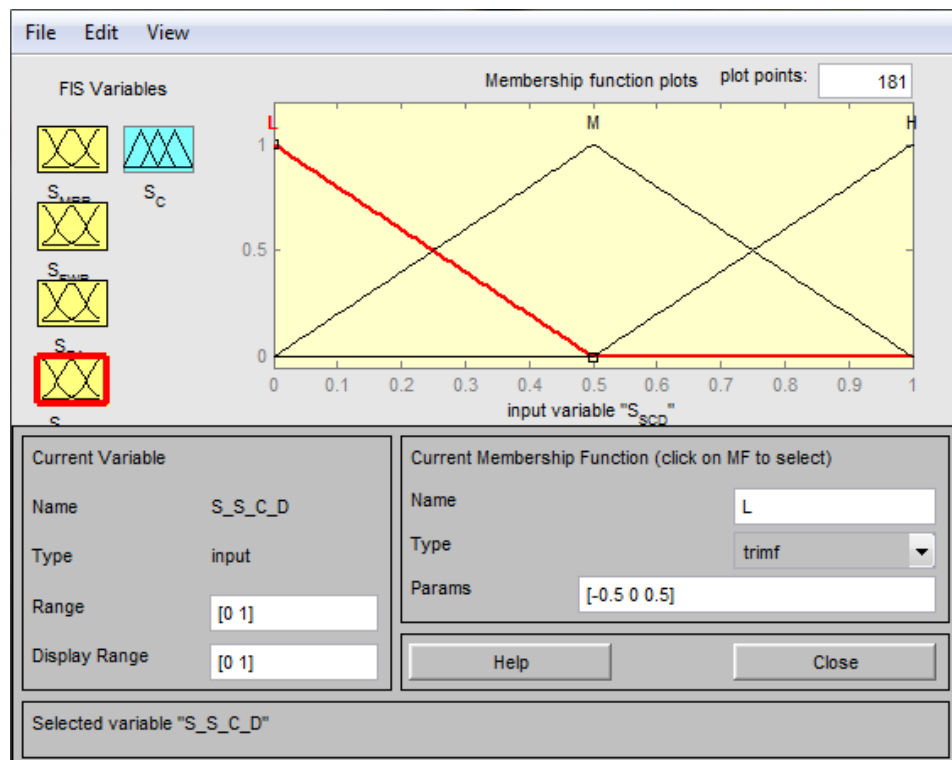 File Edit View
FIS Variables
Membership function plots plot points: 181
L M H
S_C
1
0.5
0
0 0.1 0.2 0.3 0.4 0.5 0.6 0.7 0.8 0.9 1
input variable "S_SCD"
Current Variable
Name S_S_C_D
Type input
Range [0 1]
Display Range [0 1]
Current Membership Function (click on MF to select)
Name L
Type trimf
Params [-0.5 0 0.5]
Help Close
Selected variable "S_S_C_D"